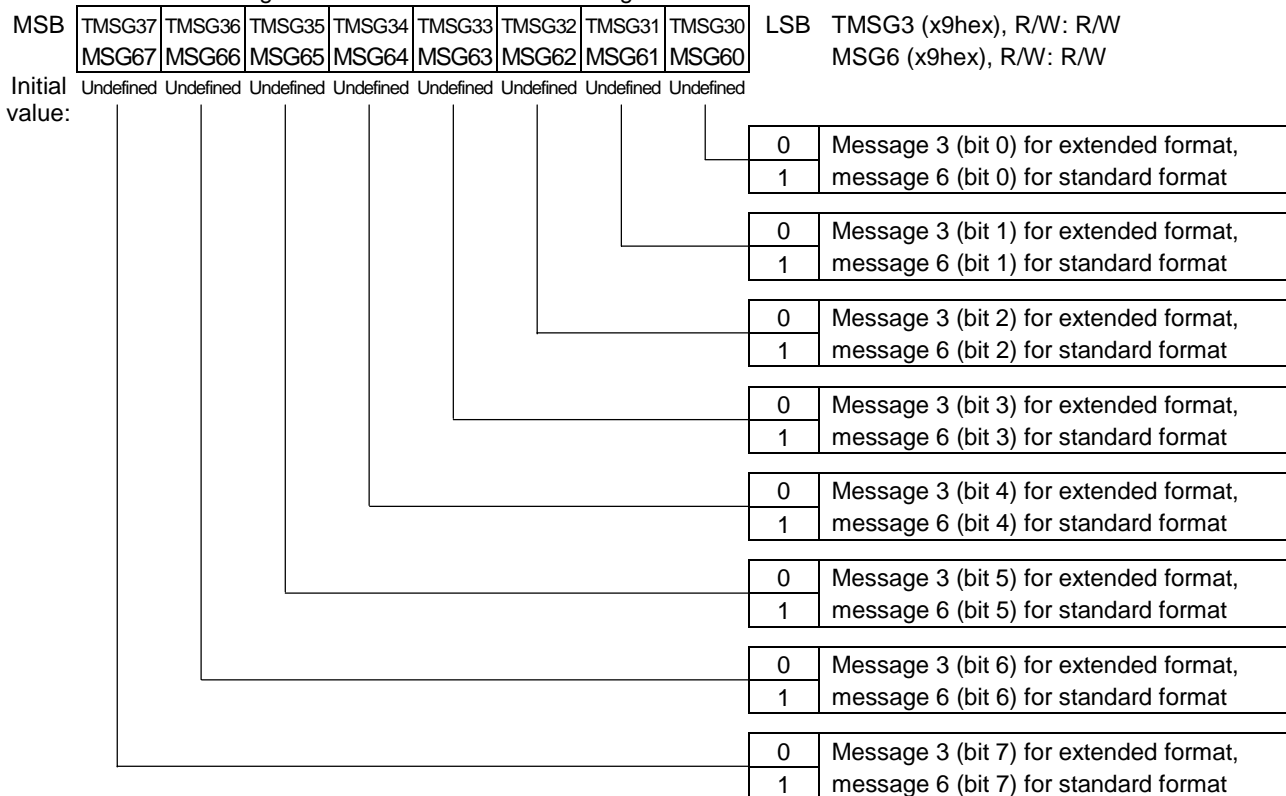 MSB TMSG37 TMSG36 TMSG35 TMSG34 TMSG33 TMSG32 TMSG31 TMSG30 LSB TMSG3 (x9hex), R/W: R/W
MSG67 MSG66 MSG65 MSG64 MSG63 MSG62 MSG61 MSG60 MSG6 (x9hex), R/W: R/W
Initial value: Undefined Undefined Undefined Undefined Undefined Undefined Undefined Undefined
0 Message 3 (bit 0) for extended format,
1 message 6 (bit 0) for standard format
0 Message 3 (bit 1) for extended format,
1 message 6 (bit 1) for standard format
0 Message 3 (bit 2) for extended format,
1 message 6 (bit 2) for standard format
0 Message 3 (bit 3) for extended format,
1 message 6 (bit 3) for standard format
0 Message 3 (bit 4) for extended format,
1 message 6 (bit 4) for standard format
0 Message 3 (bit 5) for extended format,
1 message 6 (bit 5) for standard format
0 Message 3 (bit 6) for extended format,
1 message 6 (bit 6) for standard format
0 Message 3 (bit 7) for extended format,
1 message 6 (bit 7) for standard format